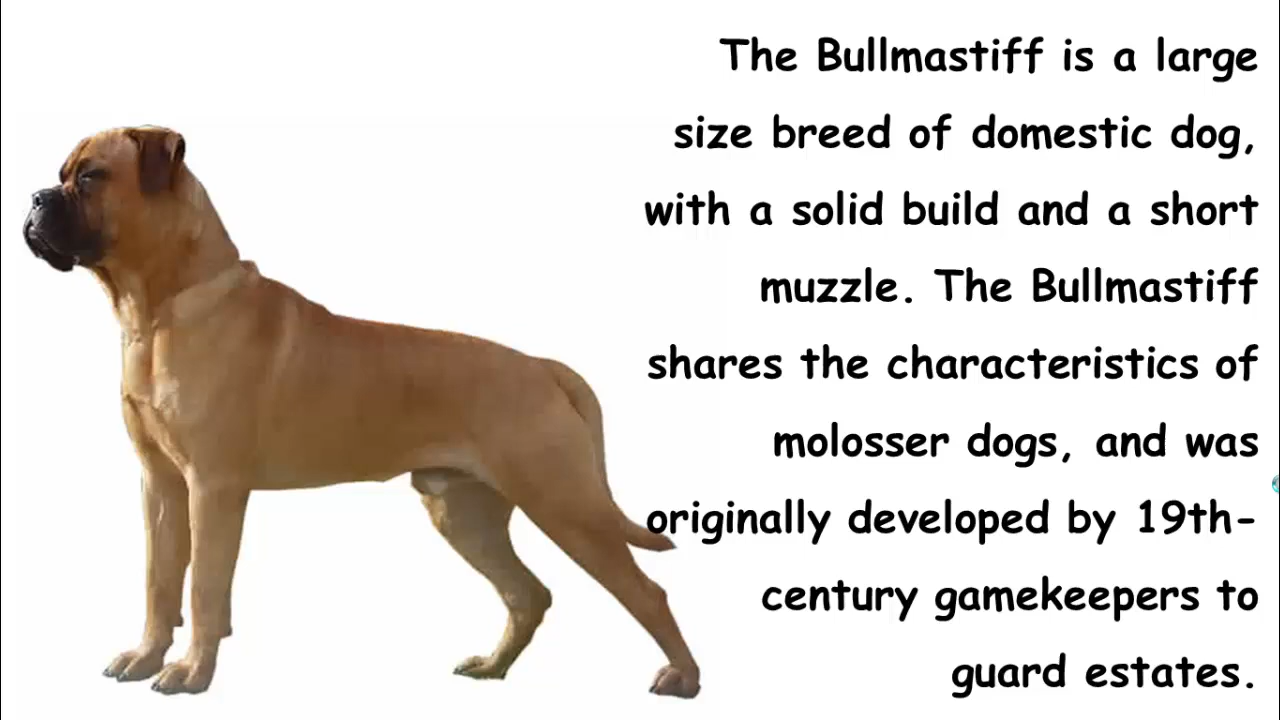 The Bullmastiff is a large
size breed of domestic dog,
with a solid build and a short
muzzle. The Bullmastiff
shares the characteristics of
molosser dogs, and was
originally developed by 19th-
century gamekeepers to
guard estates.